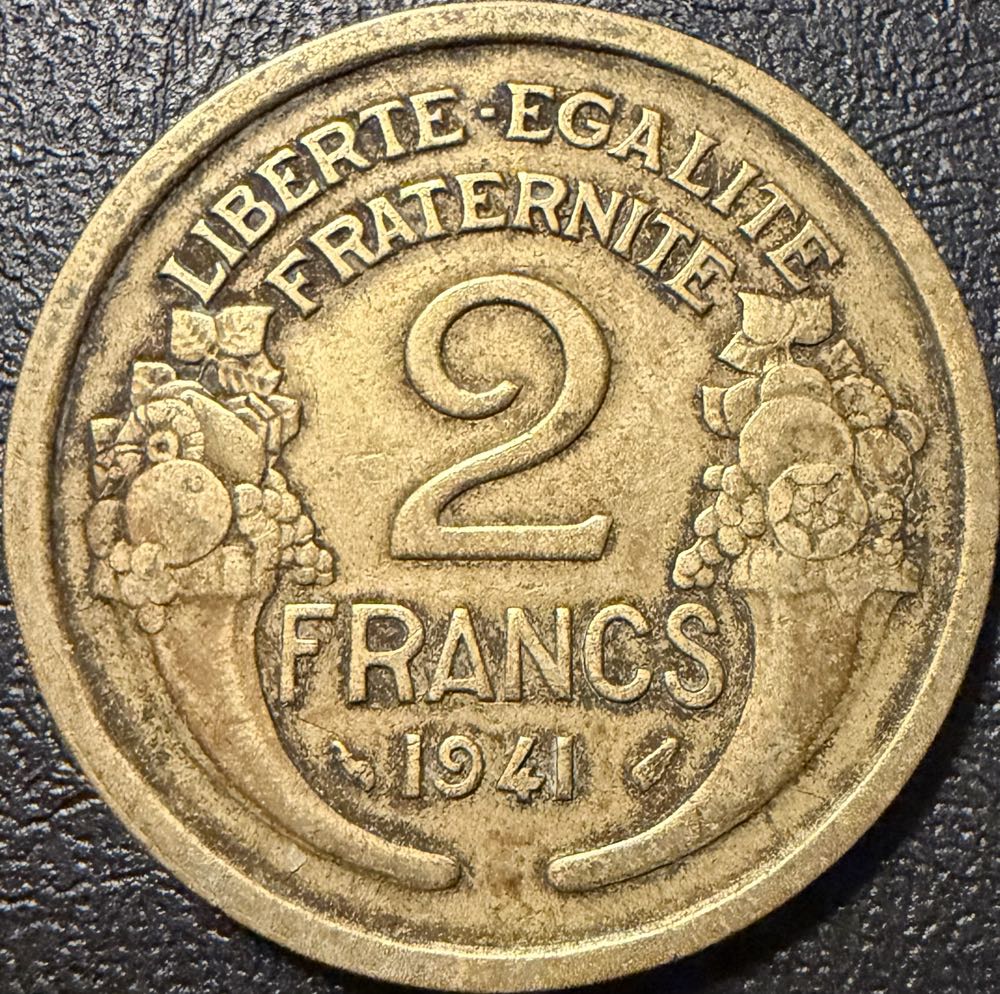 LIBERTE·EGALITE
FRATERNITE
2
FRANCS
1941